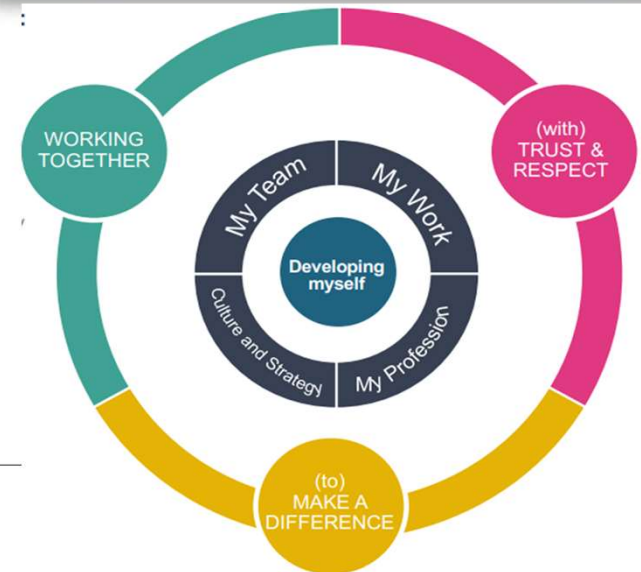 :
WORKING
TOGETHER
(with)
TRUST &
RESPECT
My Team
My Work
Developing
myself
Culture and Strategy
My Profession
(to)
MAKE A
DIFFERENCE